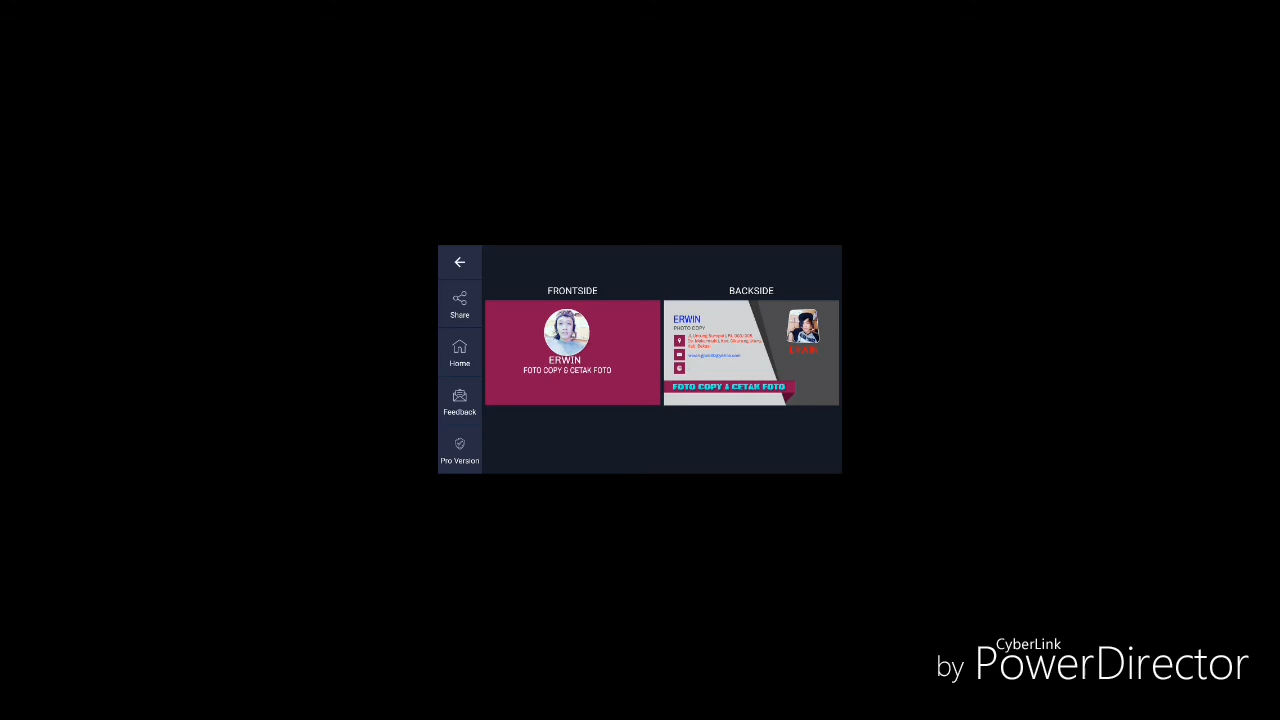 FRONTSIDE
BACKSIDE
Share
Home
Feedback
Pro Version
ERWIN
FOTO COPY & CETAK FOTO
ERWIN
PHOTO COPY
FOTO COPY & CETAK FOTO
by CyberLink
PowerDirector